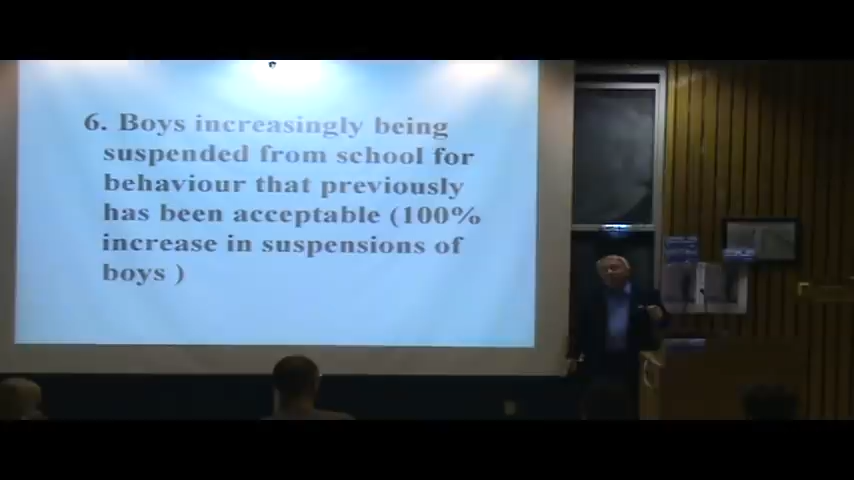 6. Boys increasingly being
suspended from school for
behaviour that previously
has been acceptable (100%
increase in suspensions of
boys )